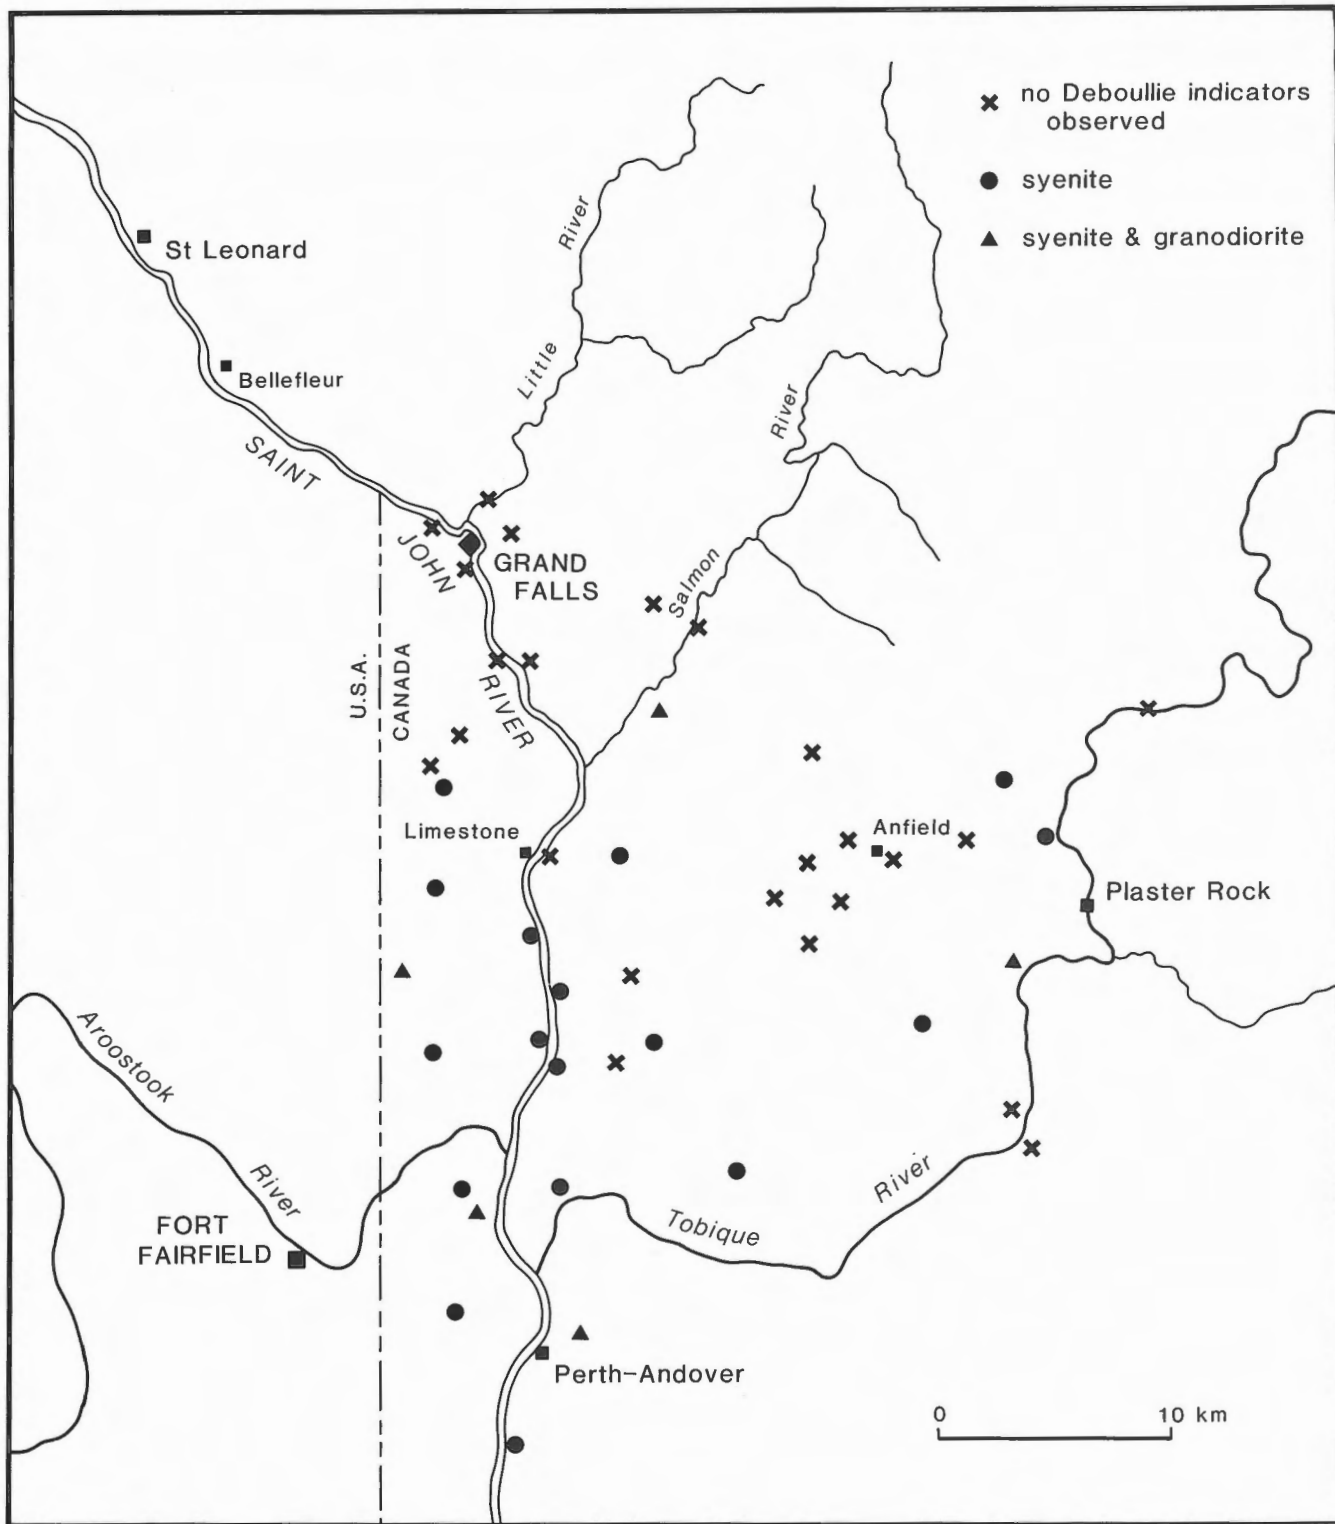 no Deboullie indicators
observed
syenite
syenite & granodiorite
River
St Leonard
Little
Bellefleur
River
SAINT
JOHN
GRAND
FALLS
Salmon
U.S.A.
CANADA
RIVER
Limestone
Anfield
Plaster Rock
Aroostook
River
River
Tobique
FORT
FAIRFIELD
Perth-Andover
0 10 km